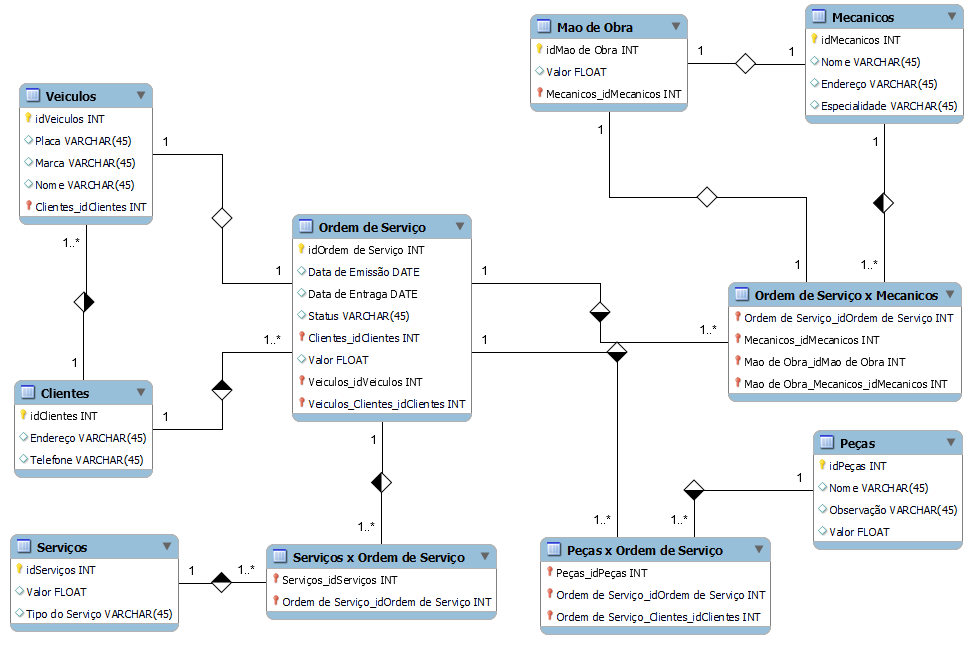 Veiculos
idVeiculos INT
Placa VARCHAR(45)
Marca VARCHAR(45)
Nome VARCHAR(45)
Clientes_idClientes INT
1
1
1..*
1
Clientes
idClientes INT
Endereço VARCHAR(45)
Telefone VARCHAR(45)
1
1..*
Ordem de Serviço
idOrdem de Serviço INT
Data de Emissão DATE
Data de Entraga DATE
Status VARCHAR(45)
Clientes_idClientes INT
Valor FLOAT
Veiculos_idVeiculos INT
Veiculos_Clientes_idClientes INT
1
1..*
1
1..*
1
1..*
Mao de Obra
idMao de Obra INT
Valor FLOAT
Mecanicos_idMecanicos INT
1
1
1
1
Mecanicos
idMecanicos INT
Nome VARCHAR(45)
Endereço VARCHAR(45)
Especialidade VARCHAR(45)
1
1..*
Ordem de Serviço x Mecanicos
Ordem de Serviço_idOrdem de Serviço INT
Mecanicos_idMecanicos INT
Mao de Obra_idMao de Obra INT
Mao de Obra_Mecanicos_idMecanicos INT
Peças
idPeças INT
Nome VARCHAR(45)
Observação VARCHAR(45)
Valor FLOAT
1
1..*
Serviços
idServiços INT
Valor FLOAT
Tipo do Serviço VARCHAR(45)
1
1..*
Serviços x Ordem de Serviço
Serviços_idServiços INT
Ordem de Serviço_idOrdem de Serviço INT
Peças x Ordem de Serviço
Peças_idPeças INT
Ordem de Serviço_idOrdem de Serviço INT
Ordem de Serviço_Clientes_idClientes INT